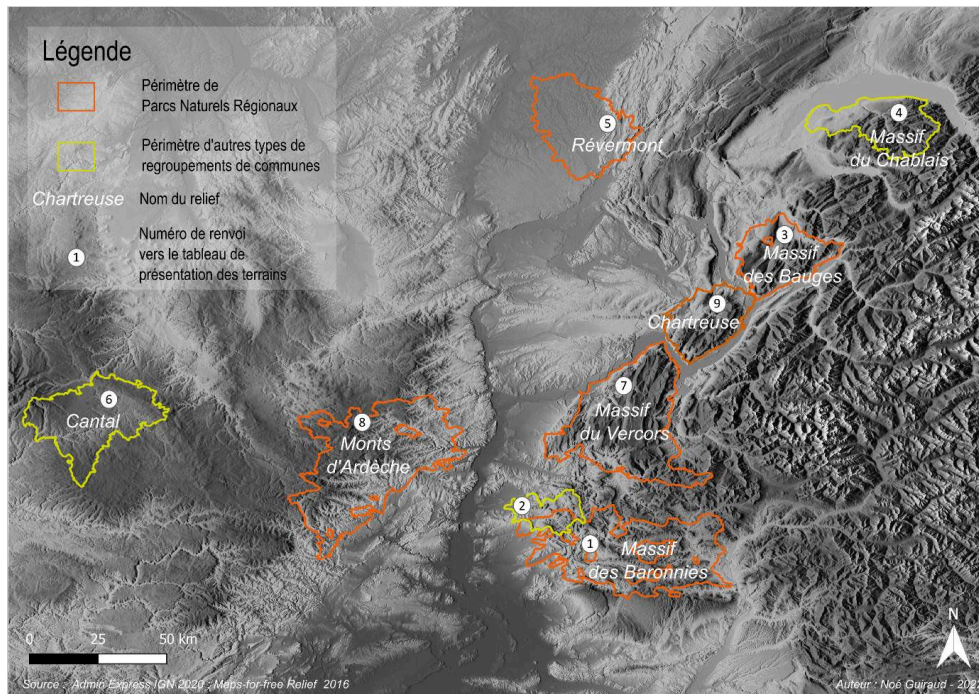 Légende
Périmètre de
Parcs Naturels Régionaux
Périmètre d'autres types de
regroupements de communes
Chartreuse
Nom du relief
1
Numéro de renvoi
vers le tableau de
présentation des terrains
5
Révermont
4
Massif
du Chablais
3
Massif
des Bauges
9
Chartreuse
7
Massif
du Vercors
6
Cantal
8
Monts
d'Ardèche
2
1
Massif
des Baronnies
0 25 50 km
N
Source : Admin Express IGN 2020 ; Maps-for-free Relief 2016
Auteur : Noé Guiraud -